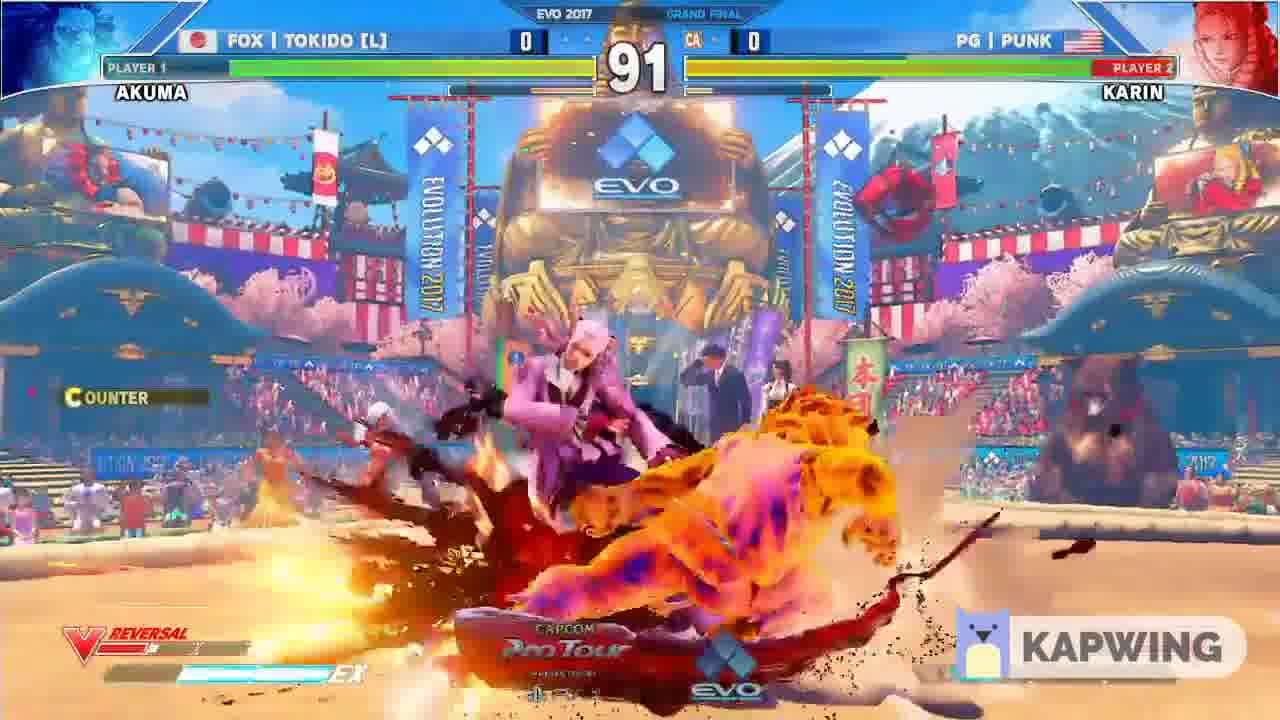 EVO 2017
GRAND FINAL
FOX | TOKIDO [L]
0
CA
0
PG | PUNK
PLAYER 1
91
PLAYER 2
AKUMA
KARIN
EVO
EVOLUTION 2017
EVOLUTION 2017
COUNTER
REVERSAL
EX
CAPCOM
PRO TOUR
EVO
KAPWING